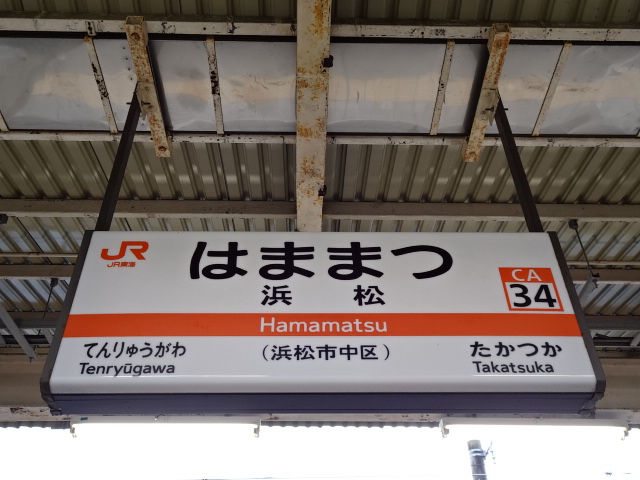 JR
JR東海
はままつ
浜松
CA
34
Hamamatsu
てんりゅうがわ
Tenryūgawa
（浜松市中区）
たかつか
Takatsuka